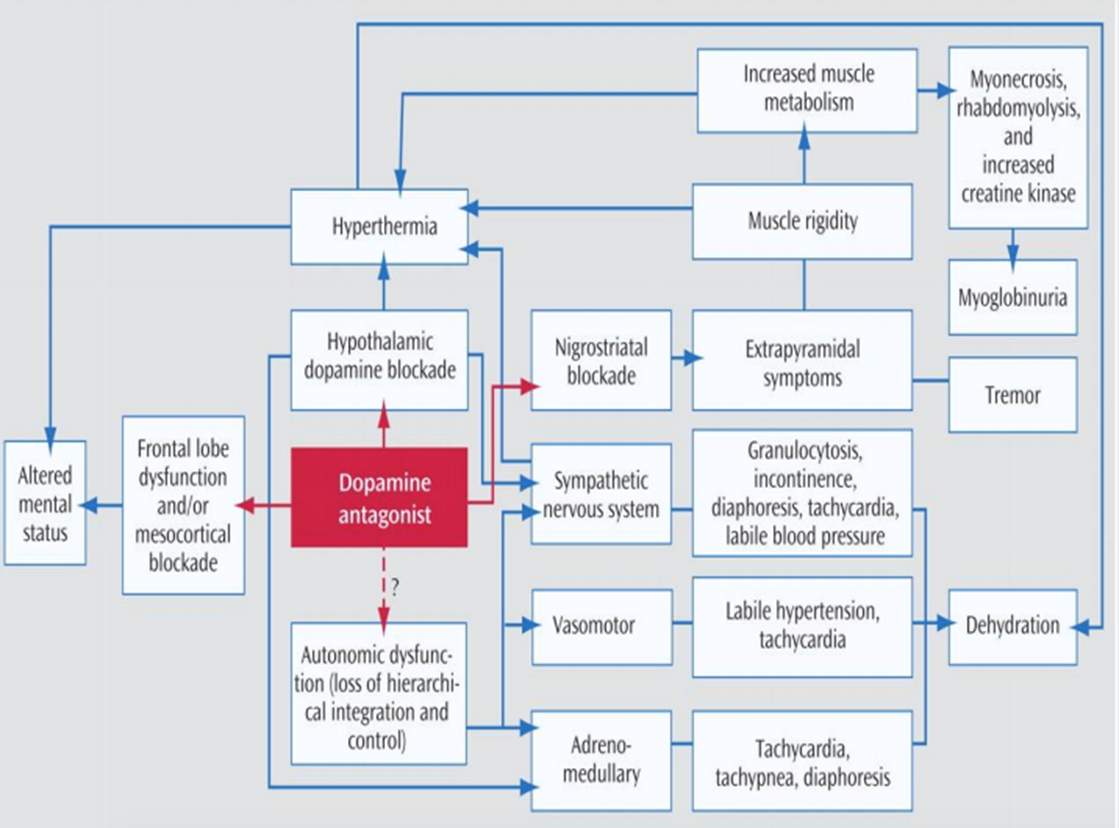 Increased muscle
metabolism
Myonecrosis,
rhabdomyolysis,
and
increased
creatine kinase
Hyperthermia
Muscle rigidity
Myoglobinuria
Hypothalamic
dopamine blockade
Nigrostriatal
blockade
Extrapyramidal
symptoms
Tremor
Altered
mental
status
Frontal lobe
dysfunction
and/or
mesocortical
blockade
Dopamine
antagonist
Sympathetic
nervous system
Granulocytosis,
incontinence,
diaphoresis, tachycardia,
labile blood pressure
?
Autonomic dysfunc-
tion (loss of hierarchi-
cal integration and
control)
Vasomotor
Labile hypertension,
tachycardia
Dehydration
Adreno-
medullary
Tachycardia,
tachypnea, diaphoresis